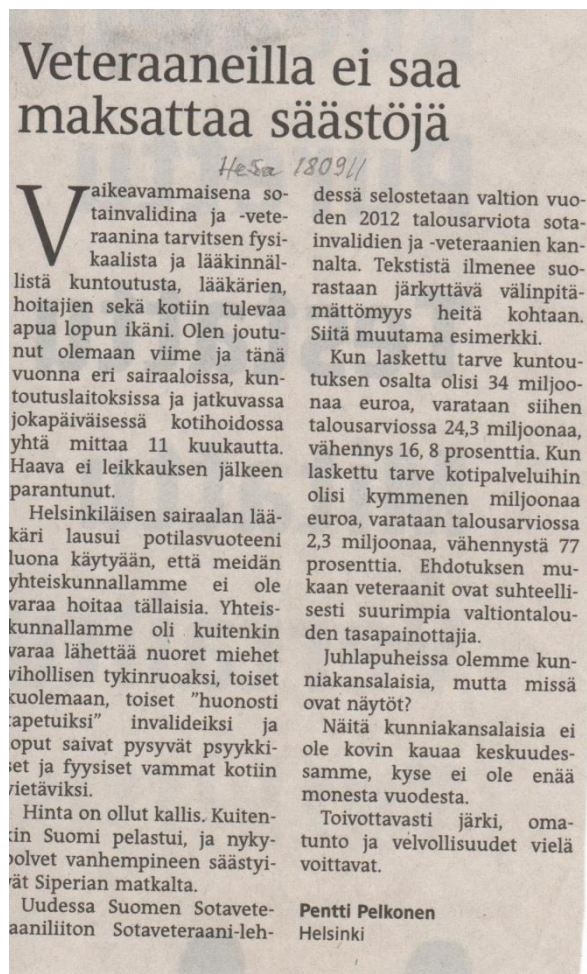 Veteraaneilla ei saa
maksattaa säästöjä
HeSa 180911
Vaikeavammaisena so-
tainvalidina ja -vete-
raanina tarvitsen fysi-
kaalista ja lääkinnäl-
listä kuntoutusta, lääkärien,
hoitajien sekä kotiin tulevaa
apua lopun ikäni. Olen joutu-
nut olemaan viime ja tänä
vuonna eri sairaaloissa, kun-
toutuslaitoksissa ja jatkuvassa
jokapäiväisessä kotihoidossa
yhtä mittaa 11 kuukautta.
Haava ei leikkauksen jälkeen
parantunut.
Helsinkiläisen sairaalan lää-
käri lausui potilasvuoteeni
luona käytyään, että meidän
yhteiskunnallamme ei ole
varaa hoitaa tällaisia. Yhteis-
kunnallamme oli kuitenkin
varaa lähettää nuoret miehet
vihollisen tykinruoaksi, toiset
kuolemaan, toiset ”huonosti
tapetuiksi” invalideiksi ja
loput saivat pysyvät psyykki-
set ja fyysiset vammat kotiin
vietäviksi.
Hinta on ollut kallis. Kuiten-
kin Suomi pelastui, ja nyky-
polvet vanhempineen säästyi-
vät Siperian matkalta.
Uudessa Suomen Sotavete-
raaniliiton Sotaveteraani-leh-
dessä selostetaan valtion vuo-
den 2012 talousarviota sota-
invalidien ja -veteraanien kan-
nalta. Tekstistä ilmenee suo-
rastaan järkyttävä välinpitä-
mättömyys heitä kohtaan.
Siitä muutama esimerkki.
Kun laskettu tarve kuntou-
tuksen osalta olisi 34 miljoo-
naa euroa, varataan siihen
talousarviossa 24,3 miljoonaa,
vähennys 16, 8 prosenttia. Kun
laskettu tarve kotipalveluihin
olisi kymmenen miljoonaa
euroa, varataan talousarviossa
2,3 miljoonaa, vähennystä 77
prosenttia. Ehdotuksen mu-
kaan veteraanit ovat suhteelli-
sesti suurimpia valtiontalou-
den tasapainottajia.
Juhlapuheissa olemme kun-
niakansalaisia, mutta missä
ovat näytöt?
Näitä kunniakansalaisia ei
ole kovin kauaa keskuudes-
samme, kyse ei ole enää
monesta vuodesta.
Toivottavasti järki, oma-
tunto ja velvollisuudet vielä
voittavat.
Pentti Pelkonen
Helsinki